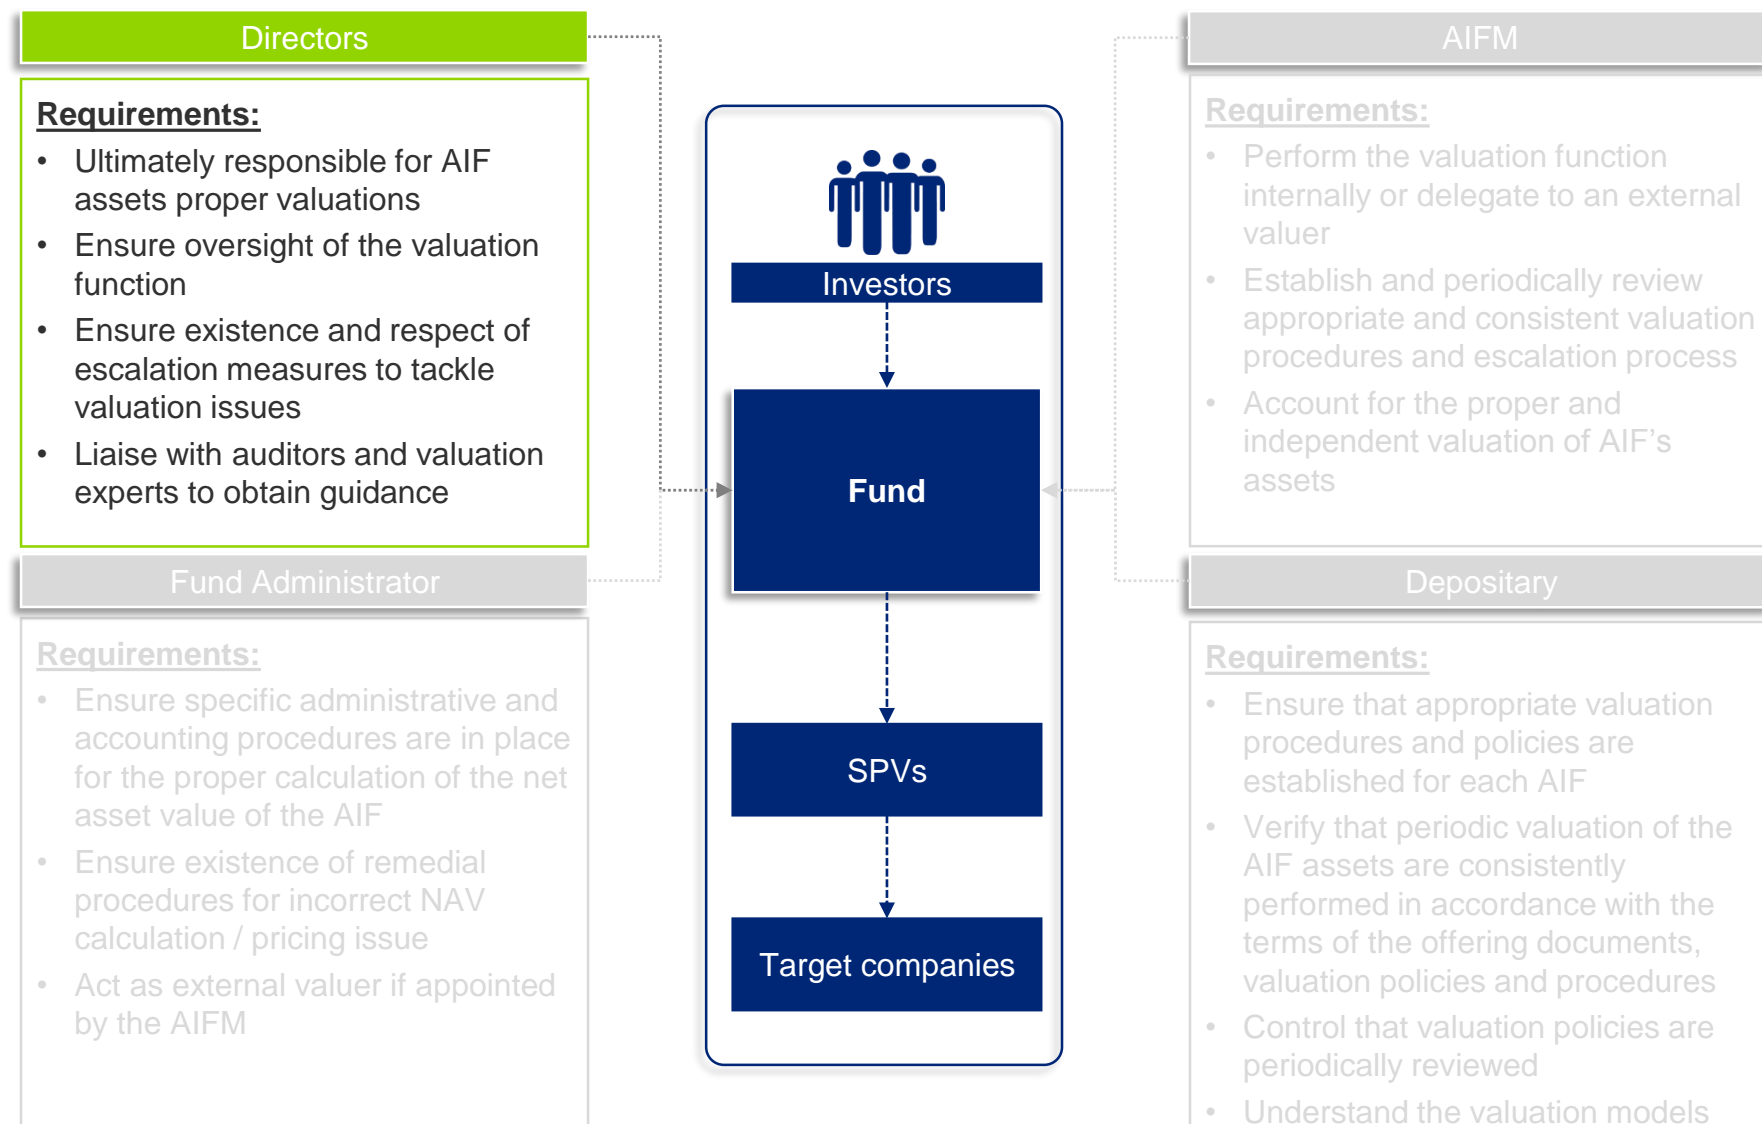 Directors
Requirements:
• Ultimately responsible for AIF
assets proper valuations
• Ensure oversight of the valuation
function
• Ensure existence and respect of
escalation measures to tackle
valuation issues
• Liaise with auditors and valuation
experts to obtain guidance
Fund Administrator
Requirements:
• Ensure specific administrative and
accounting procedures are in place
for the proper calculation of the net
asset value of the AIF
• Ensure existence of remedial
procedures for incorrect NAV
calculation / pricing issue
• Act as external valuer if appointed
by the AIFM
Investors
Fund
SPVs
Target companies
AIFM
Requirements:
• Perform the valuation function
internally or delegate to an external
valuer
• Establish and periodically review
appropriate and consistent valuation
procedures and escalation process
• Account for the proper and
independent valuation of AIF’s
assets
Depositary
Requirements:
• Ensure that appropriate valuation
procedures and policies are
established for each AIF
• Verify that periodic valuation of the
AIF assets are consistently
performed in accordance with the
terms of the offering documents,
valuation policies and procedures
• Control that valuation policies are
periodically reviewed
• Understand the valuation models